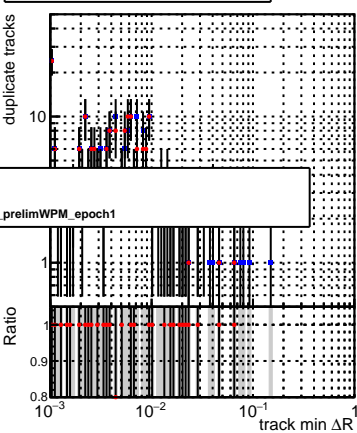 duplicate tracks
10
_prelimWPM_epoch1
1
Ratio
1
0.9
0.8
10⁻³ 10⁻² 10⁻¹ 1
track min ΔR